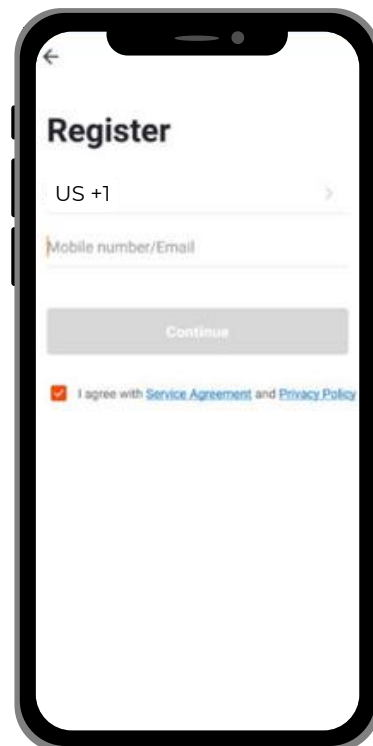 Register
US +1
Mobile number/Email
Continue
I agree with Service Agreement and Privacy Policy